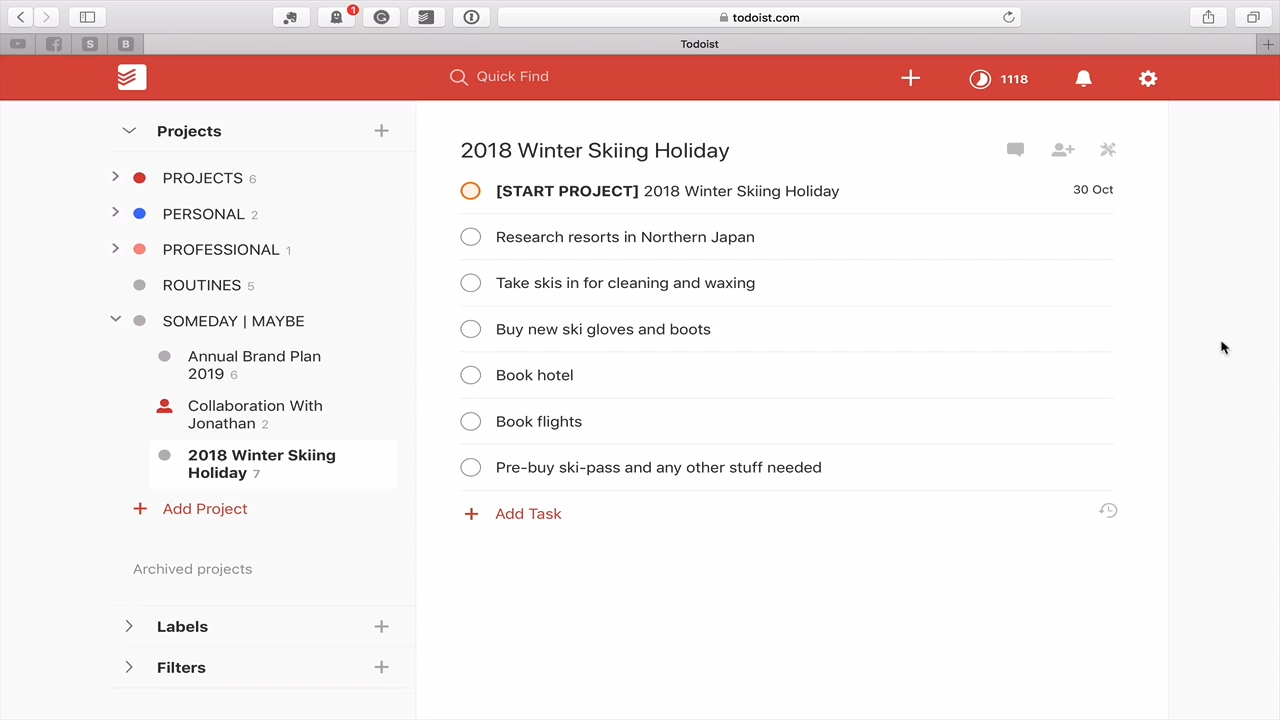 1
todoist.com
S
B
Todoist
Quick Find
1118
Projects
PROJECTS 6
PERSONAL 2
PROFESSIONAL 1
ROUTINES 5
SOMEDAY | MAYBE
Annual Brand Plan
2019 6
Collaboration With
Jonathan 2
2018 Winter Skiing
Holiday 7
Add Project
Archived projects
Labels
Filters
2018 Winter Skiing Holiday
[START PROJECT] 2018 Winter Skiing Holiday 30 Oct
Research resorts in Northern Japan
Take skis in for cleaning and waxing
Buy new ski gloves and boots
Book hotel
Book flights
Pre-buy ski-pass and any other stuff needed
Add Task